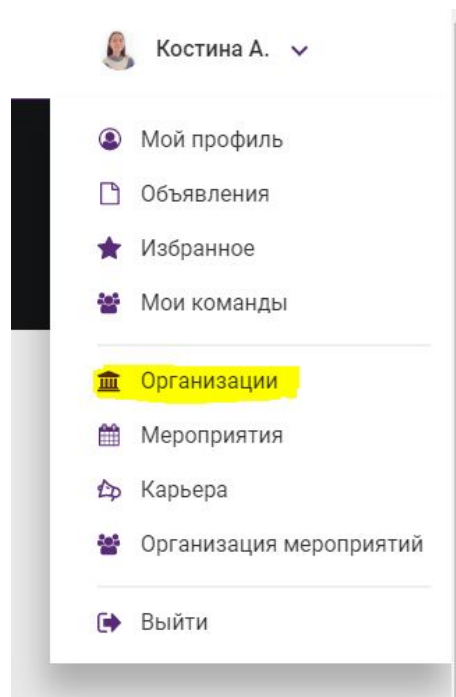 Костина А.
Мой профиль
Объявления
Избранное
Мои команды
Организации
Мероприятия
Карьера
Организация мероприятий
Выйти